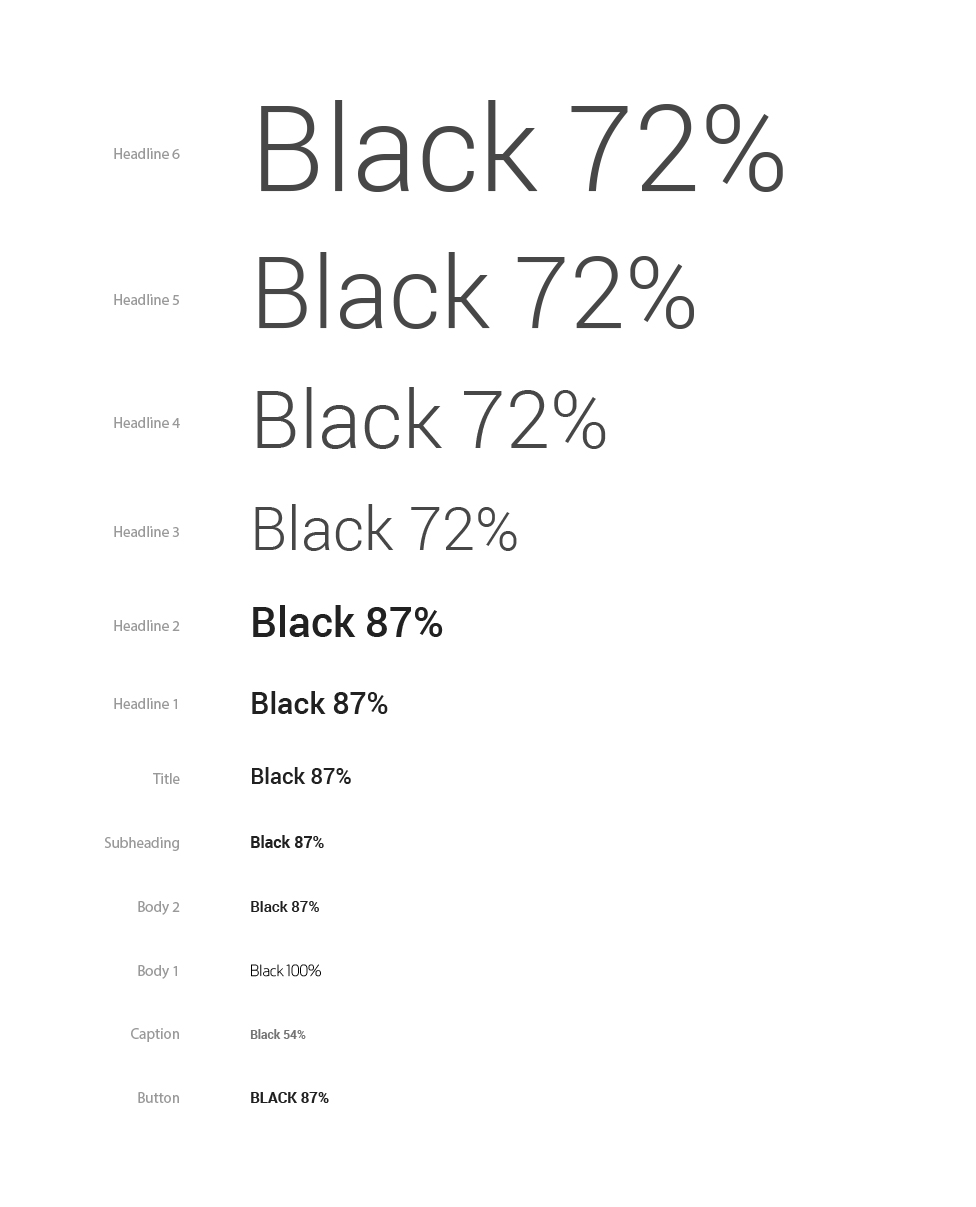 Headline 6 Black 72%
Headline 5 Black 72%
Headline 4 Black 72%
Headline 3 Black 72%
Headline 2 Black 87%
Headline 1 Black 87%
Title Black 87%
Subheading Black 87%
Body 2 Black 87%
Body 1 Black 100%
Caption Black 54%
Button BLACK 87%